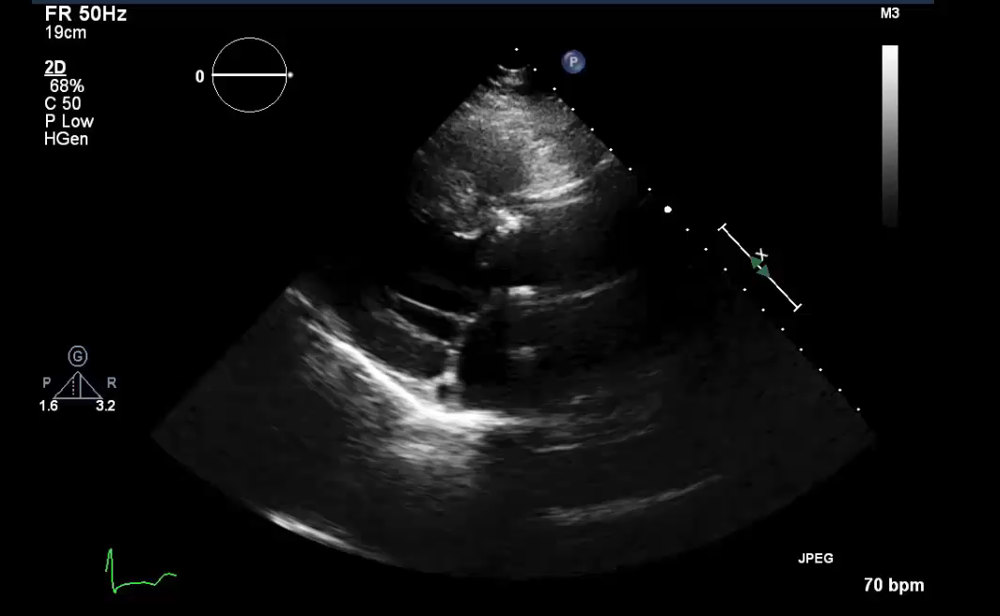 FR 50Hz
19cm
2D
68%
C 50
P Low
HGen
0
P
M3
X
G
P R
1.6 3.2
JPEG
70 bpm